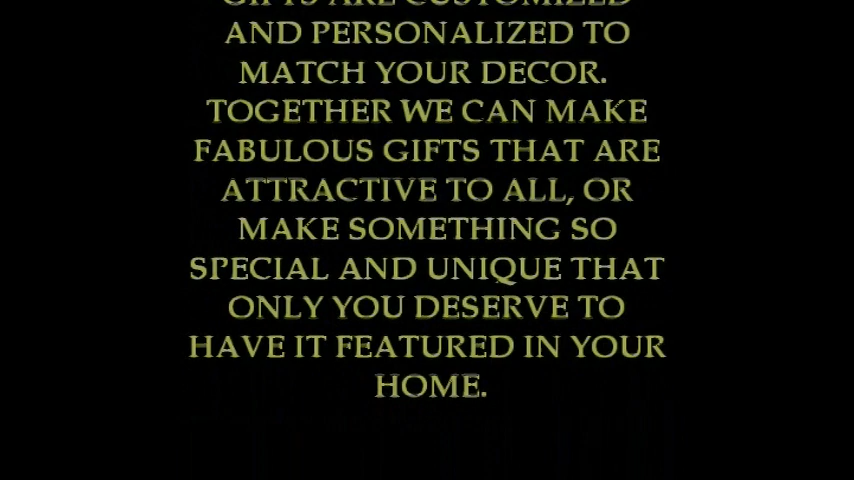 GIFTS ARE CUSTOMIZED
AND PERSONALIZED TO
MATCH YOUR DECOR.
TOGETHER WE CAN MAKE
FABULOUS GIFTS THAT ARE
ATTRACTIVE TO ALL, OR
MAKE SOMETHING SO
SPECIAL AND UNIQUE THAT
ONLY YOU DESERVE TO
HAVE IT FEATURED IN YOUR
HOME.